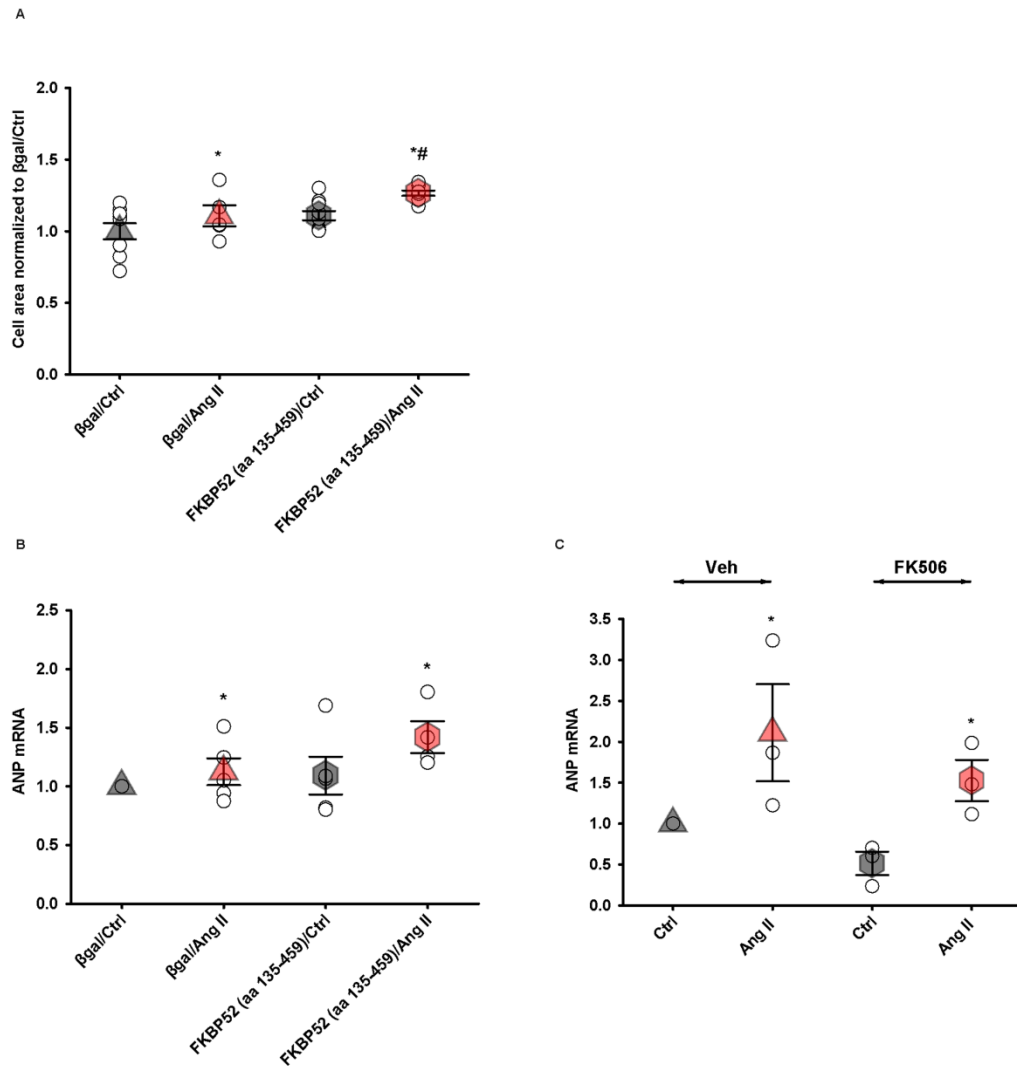 A
Cell area normalized to βgal/Ctrl
2.0
1.5
1.0
0.5
0.0
*
*#
βgal/Ctrl
βgal/Ang II
FKBP52 (aa 135-459)/Ctrl
FKBP52 (aa 135-459)/Ang II
B
ANP mRNA
2.5
2.0
1.5
1.0
0.5
0.0
*
*
βgal/Ctrl
βgal/Ang II
FKBP52 (aa 135-459)/Ctrl
FKBP52 (aa 135-459)/Ang II
C
Veh
FK506
ANP mRNA
3.5
3.0
2.5
2.0
1.5
1.0
0.5
0.0
*
*
Ctrl
Ang II
Ctrl
Ang II